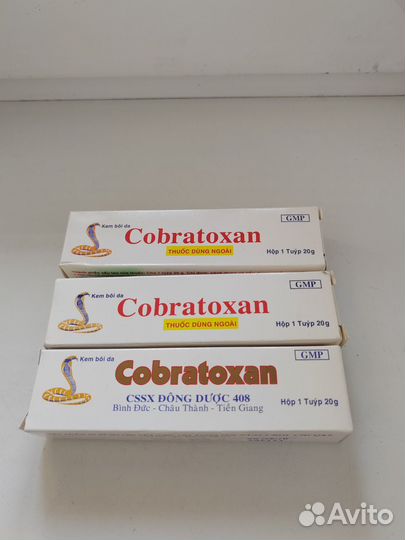 Kem bôi da
GMP
Cobratoxan
THUỐC DÙNG NGOÀI
Hộp 1 Tuýp 20g
Kem bôi da
GMP
Cobratoxan
THUỐC DÙNG NGOÀI
Hộp 1 Tuýp 20g
Kem bôi da
GMP
Cobratoxan
CSSX ĐÔNG DƯỢC 408
Bình Đức - Châu Thành - Tiền Giang
Hộp 1 Tuýp 20g
Avito